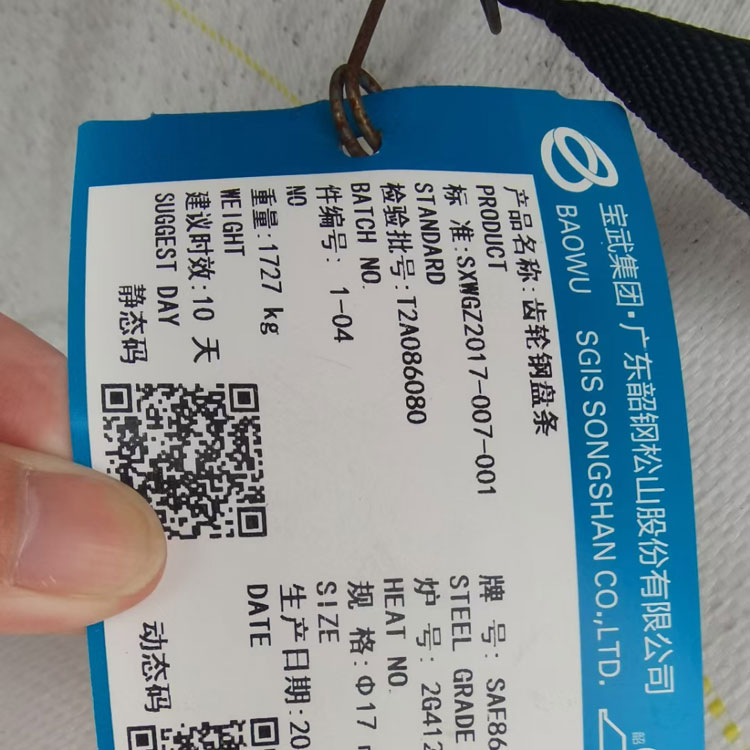 宝武集团·广东韶钢松山股份有限公司
BAOWU SGIS SONGSHAN CO.,LTD.
产品名称:齿轮钢盘条
PRODUCT
标 准:SXWGZ2017-007-001
STANDARD
检验批号:T2A086080
BATCH NO.
件编号: 1-04
NO
重量:1727 kg
WEIGHT
建议时效:10 天
SUGGEST DAY
静态码
牌 号: SAE86
STEEL GRADE
炉 号: 2G412
HEAT NO.
规 格:Φ17
SIZE
生产日期:20
DATE
动态码